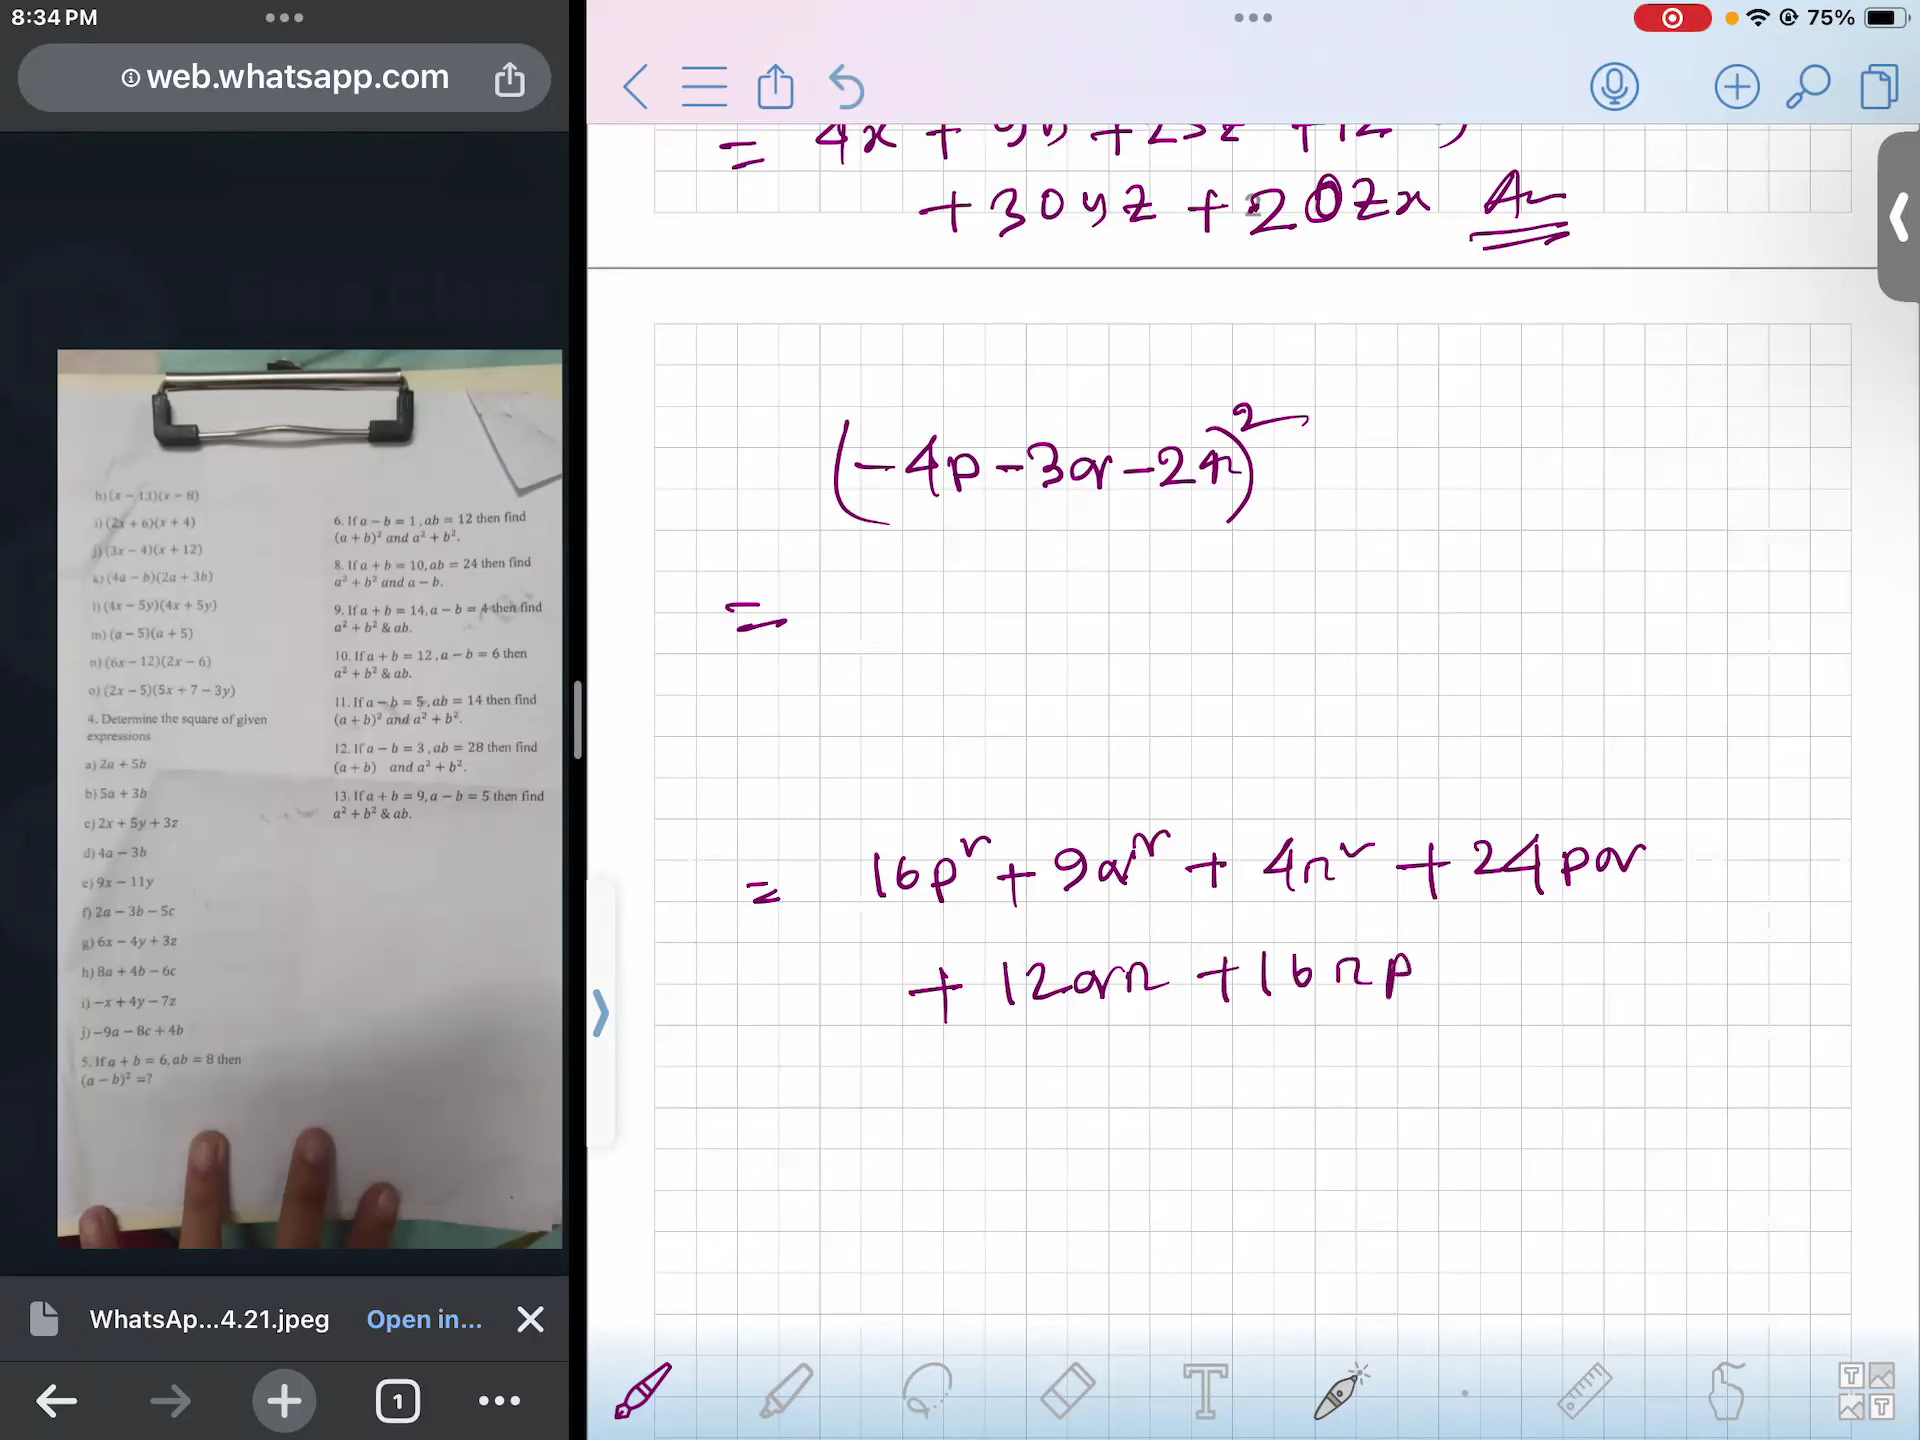 8:34 PM
75%
web.whatsapp.com
+ 30yz + 20zx Ans
(-4p-3q-2r)²
=
= 16p² + 9q² + 4r² + 24pq
+ 12qr + 16rp
h) (x − 13)(x − 8)
i) (2x + 6)(x + 4)
j) (3x − 4)(x + 12)
k) (4a − b)(2a + 3b)
l) (4x − 5y)(4x + 5y)
m) (a − 5)(a + 5)
n) (6x − 12)(2x − 6)
o) (2x − 5)(5x + 7 − 3y)
4. Determine the square of given
expressions
a) 2a + 5b
b) 5a + 3b
c) 2x + 5y + 3z
d) 4a − 3b
e) 9x − 11y
f) 2a − 3b − 5c
g) 6x − 4y + 3z
h) 8a + 4b − 6c
i) −x + 4y − 7z
j) −9a − 8c + 4b
5. If a + b = 6, ab = 8 then
(a − b)² =?
6. If a − b = 1, ab = 12 then find
(a + b)² and a² + b².
8. If a + b = 10, ab = 24 then find
a² + b² and a − b.
9. If a + b = 14, a − b = 4 then find
a² + b² & ab.
10. If a + b = 12, a − b = 6 then
a² + b² & ab.
11. If a − b = 5, ab = 14 then find
(a + b)² and a² + b².
12. If a − b = 3, ab = 28 then find
(a + b) and a² + b².
13. If a + b = 9, a − b = 5 then find
a² + b² & ab.
WhatsAp...4.21.jpeg
Open in...
1
T